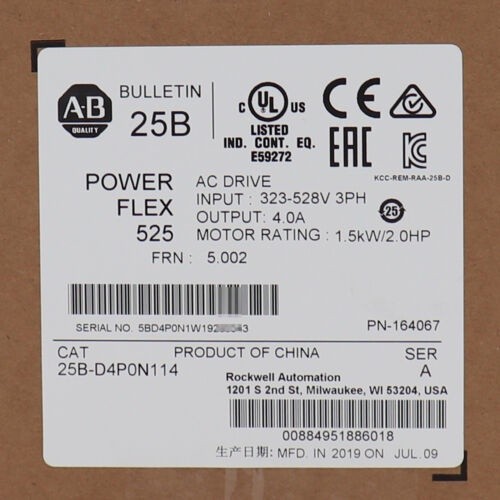 A-B
QUALITY
BULLETIN
25B
C UL US
LISTED
IND. CONT. EQ.
E59272
CE
EAC
KCC-REM-RAA-25B-D
POWER
FLEX
525
AC DRIVE
INPUT : 323-528V 3PH
OUTPUT: 4.0A
MOTOR RATING : 1.5kW/2.0HP
25
FRN : 5.002
SERIAL NO.
PN-164067
CAT
25B-D4P0N114
PRODUCT OF CHINA
SER
A
Rockwell Automation
1201 S 2nd St, Milwaukee, WI 53204, USA
00884951886018
生产日期: MFD. IN 2019 ON JUL.09